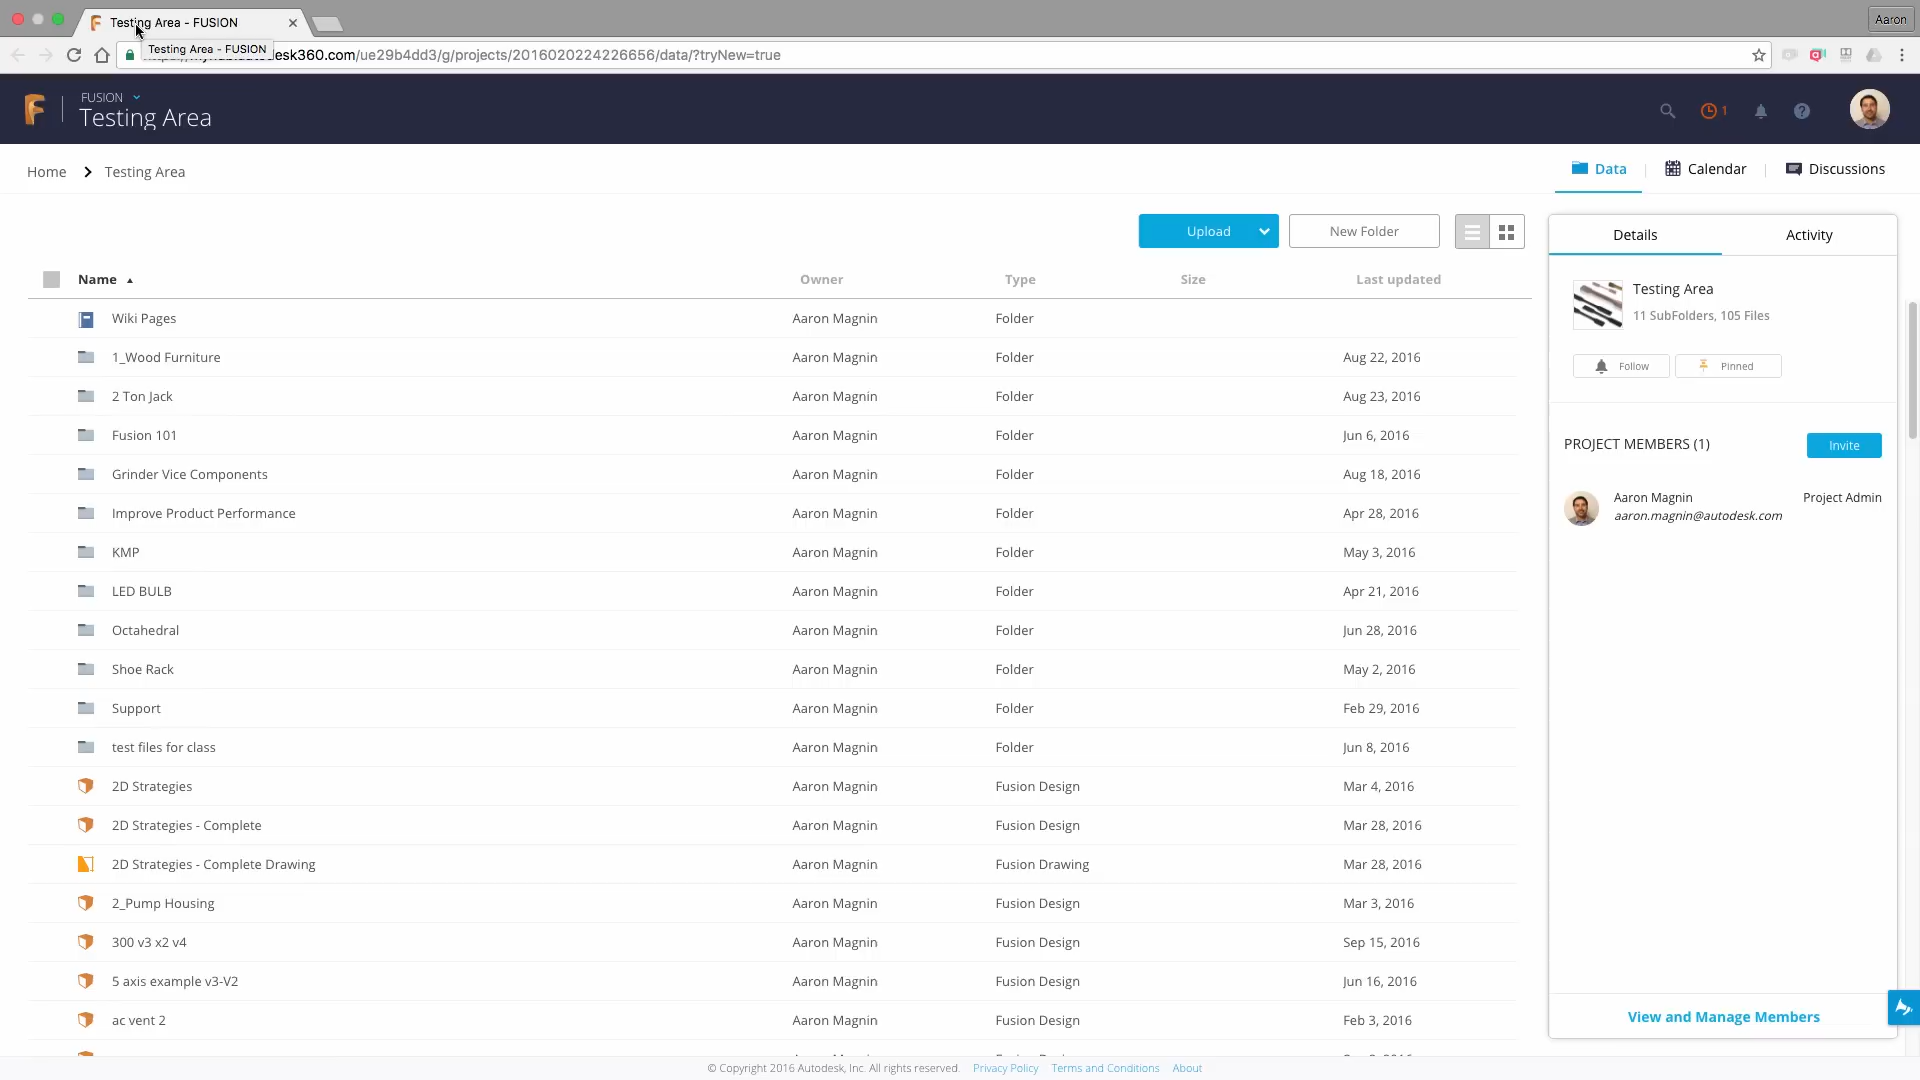 Testing Area - FUSION
Aaron
Testing Area - FUSION
desk360.com/ue29b4dd3/g/projects/2016020224226656/data/?tryNew=true
FUSION
Testing Area
1
Home Testing Area
Data Calendar Discussions
Upload New Folder
Details Activity
Name Owner Type Size Last updated
Testing Area
11 SubFolders, 105 Files
Follow Pinned
PROJECT MEMBERS (1) Invite
Aaron Magnin Project Admin
aaron.magnin@autodesk.com
View and Manage Members
Wiki Pages Aaron Magnin Folder
1_Wood Furniture Aaron Magnin Folder Aug 22, 2016
2 Ton Jack Aaron Magnin Folder Aug 23, 2016
Fusion 101 Aaron Magnin Folder Jun 6, 2016
Grinder Vice Components Aaron Magnin Folder Aug 18, 2016
Improve Product Performance Aaron Magnin Folder Apr 28, 2016
KMP Aaron Magnin Folder May 3, 2016
LED BULB Aaron Magnin Folder Apr 21, 2016
Octahedral Aaron Magnin Folder Jun 28, 2016
Shoe Rack Aaron Magnin Folder May 2, 2016
Support Aaron Magnin Folder Feb 29, 2016
test files for class Aaron Magnin Folder Jun 8, 2016
2D Strategies Aaron Magnin Fusion Design Mar 4, 2016
2D Strategies - Complete Aaron Magnin Fusion Design Mar 28, 2016
2D Strategies - Complete Drawing Aaron Magnin Fusion Drawing Mar 28, 2016
2_Pump Housing Aaron Magnin Fusion Design Mar 3, 2016
300 v3 x2 v4 Aaron Magnin Fusion Design Sep 15, 2016
5 axis example v3-V2 Aaron Magnin Fusion Design Jun 16, 2016
ac vent 2 Aaron Magnin Fusion Design Feb 3, 2016
© Copyright 2016 Autodesk, Inc. All rights reserved. Privacy Policy Terms and Conditions About